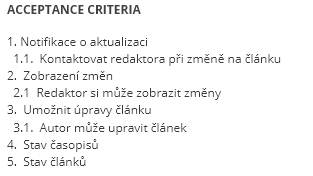 ACCEPTANCE CRITERIA
1. Notifikace o aktualizaci
1.1. Kontaktovat redaktora při změně na článku
2. Zobrazení změn
2.1 Redaktor si může zobrazit změny
3. Umožnit úpravy článku
3.1. Autor může upravit článek
4. Stav časopisů
5. Stav článků